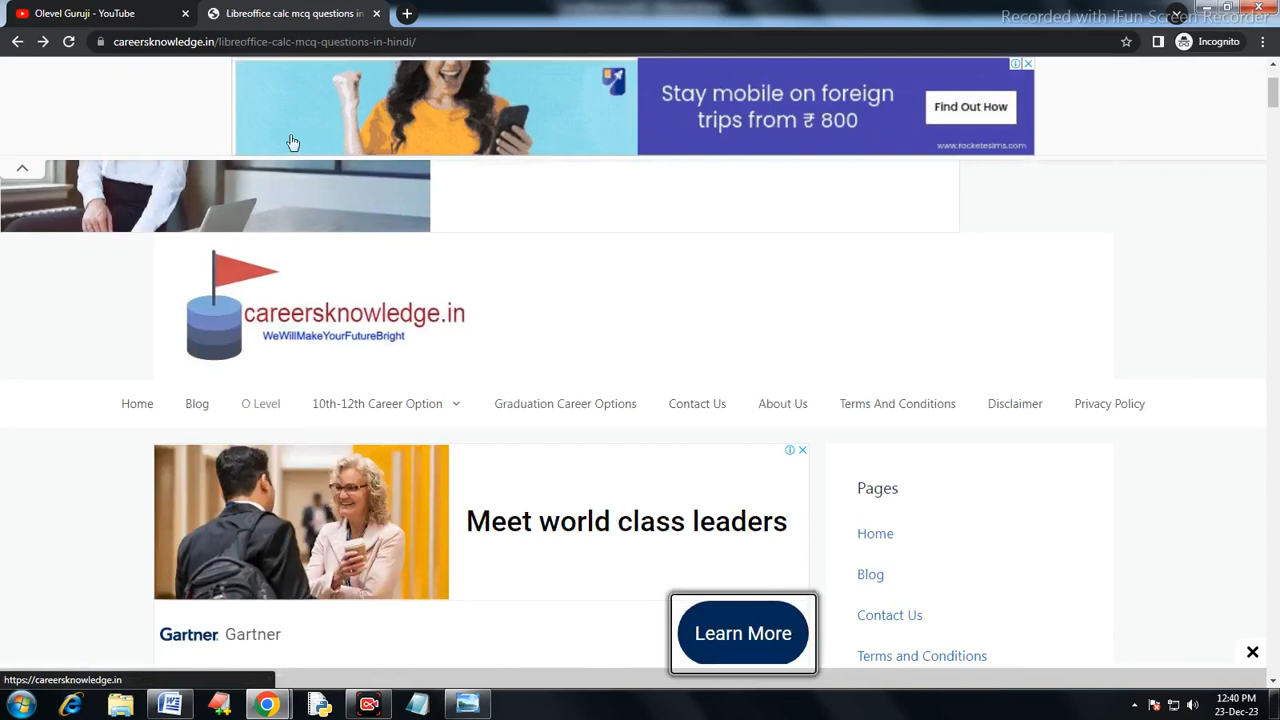 Olevel Guruji - YouTube
Libreoffice calc mcq questions in
Recorded with iFun Screen Recorder
careersknowledge.in/libreoffice-calc-mcq-questions-in-hindi/
Incognito
Stay mobile on foreign
trips from ₹ 800
Find Out How
www.rocketesims.com
careersknowledge.in
WeWillMakeYourFutureBright
Home
Blog
O Level
10th-12th Career Option
Graduation Career Options
Contact Us
About Us
Terms And Conditions
Disclaimer
Privacy Policy
Meet world class leaders
Gartner. Gartner
Learn More
Pages
Home
Blog
Contact Us
Terms and Conditions
https://careersknowledge.in
12:40 PM
23-Dec-23